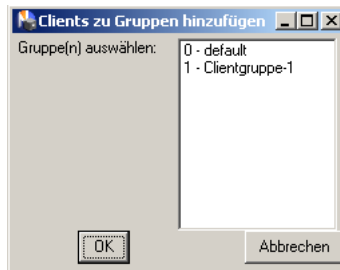 Clients zu Gruppen hinzufügen
Gruppe(n) auswählen:
0 - default
1 - Clientgruppe-1
OK
Abbrechen